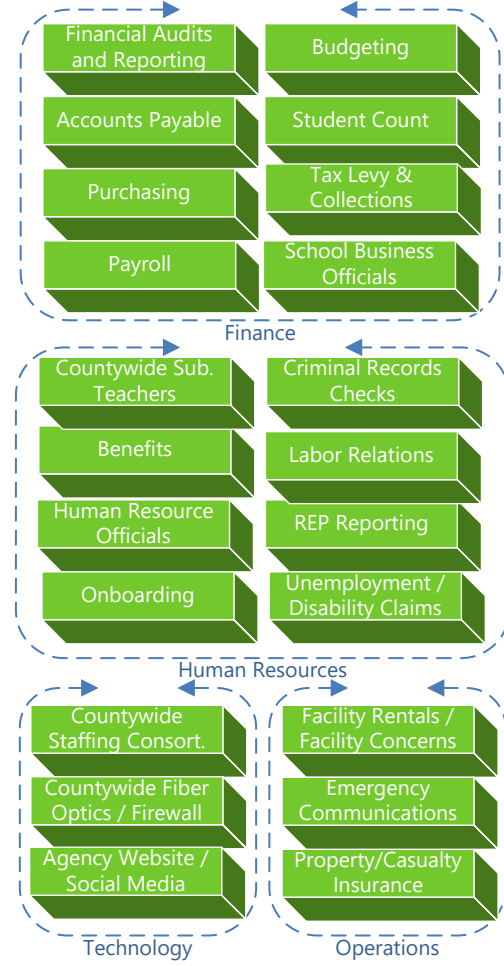 Financial Audits
and Reporting
Budgeting
Accounts Payable
Student Count
Purchasing
Tax Levy &
Collections
Payroll
School Business
Officials
Finance
Countywide Sub.
Teachers
Criminal Records
Checks
Benefits
Labor Relations
Human Resource
Officials
REP Reporting
Onboarding
Unemployment /
Disability Claims
Human Resources
Countywide
Staffing Consort.
Countywide Fiber
Optics / Firewall
Agency Website /
Social Media
Technology
Facility Rentals /
Facility Concerns
Emergency
Communications
Property/Casualty
Insurance
Operations